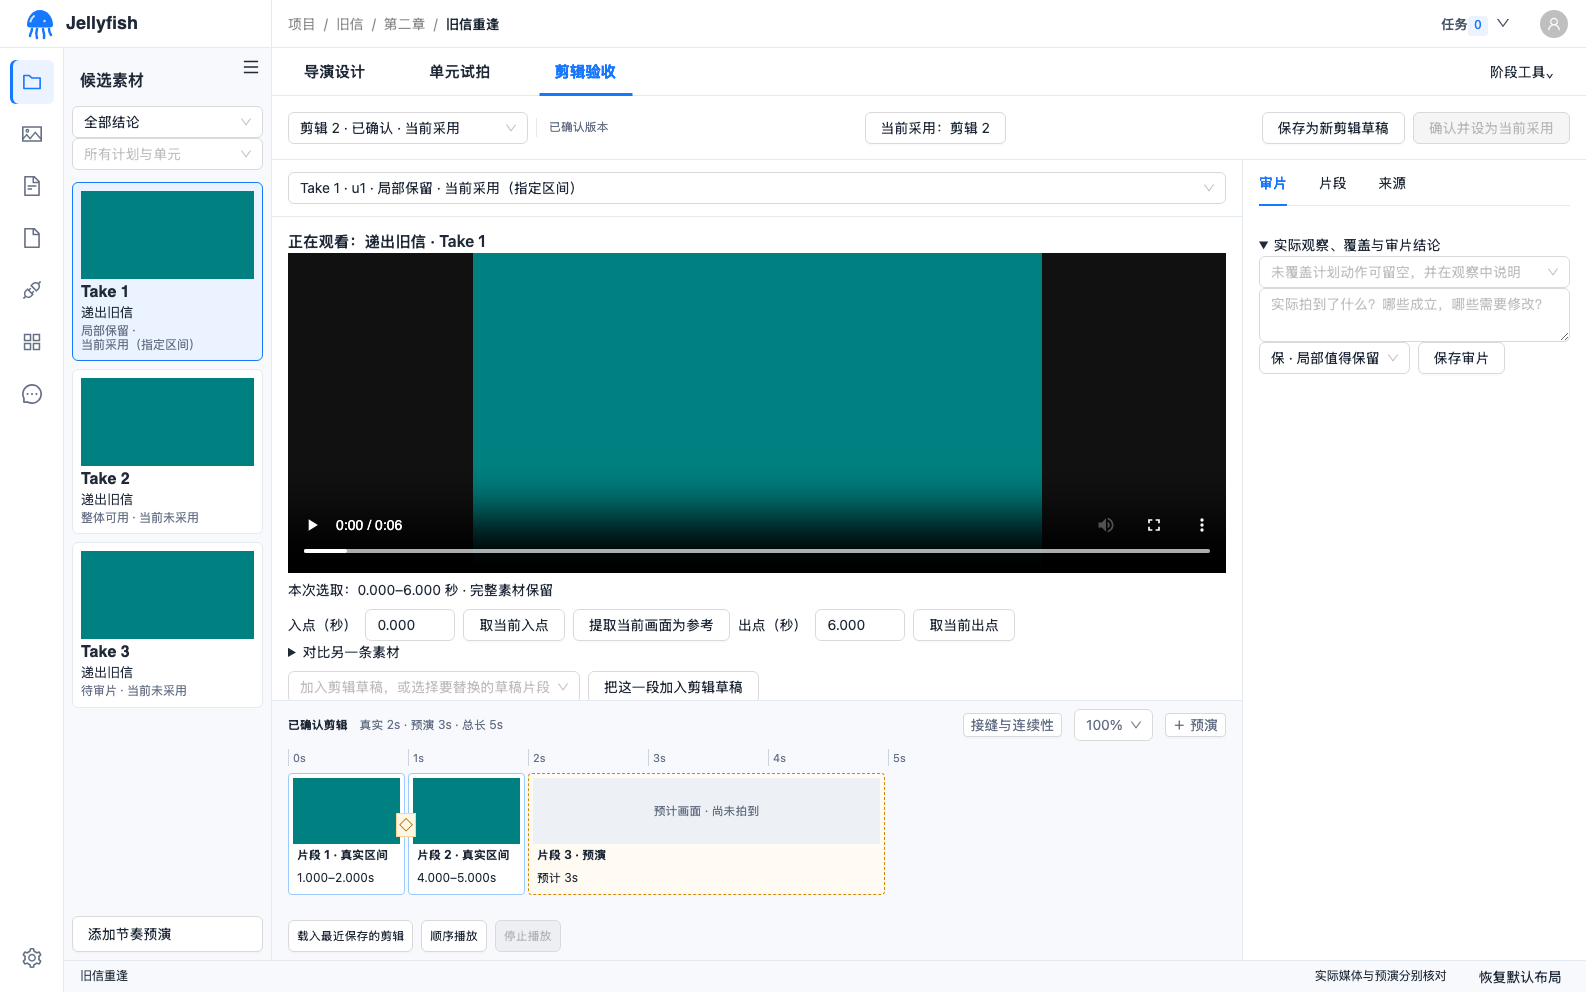 Jellyfish
项目 / 旧信 / 第二章 / 旧信重逢
任务 0
候选素材
导演设计
单元试拍
剪辑验收
阶段工具
全部结论
所有计划与单元
剪辑 2 · 已确认 · 当前采用
已确认版本
当前采用：剪辑 2
保存为新剪辑草稿
确认并设为当前采用
Take 1
递出旧信
局部保留 ·
当前采用（指定区间）
Take 2
递出旧信
整体可用 · 当前未采用
Take 3
递出旧信
待审片 · 当前未采用
添加节奏预演
Take 1 · u1 · 局部保留 · 当前采用（指定区间）
正在观看：递出旧信 · Take 1
0:00 / 0:06
本次选取：0.000–6.000 秒 · 完整素材保留
入点（秒） 0.000 取当前入点 提取当前画面为参考 出点（秒） 6.000 取当前出点
对比另一条素材
加入剪辑草稿，或选择要替换的草稿片段 把这一段加入剪辑草稿
审片 片段 来源
实际观察、覆盖与审片结论
未覆盖计划动作可留空，并在观察中说明
实际拍到了什么？哪些成立，哪些需要修改？
保 · 局部值得保留 保存审片
已确认剪辑 真实 2s · 预演 3s · 总长 5s
接缝与连续性 100% + 预演
0s 1s 2s 3s 4s 5s
预计画面 · 尚未拍到
片段 1 · 真实区间
1.000–2.000s
片段 2 · 真实区间
4.000–5.000s
片段 3 · 预演
预计 3s
载入最近保存的剪辑 顺序播放 停止播放
旧信重逢
实际媒体与预演分别核对 恢复默认布局